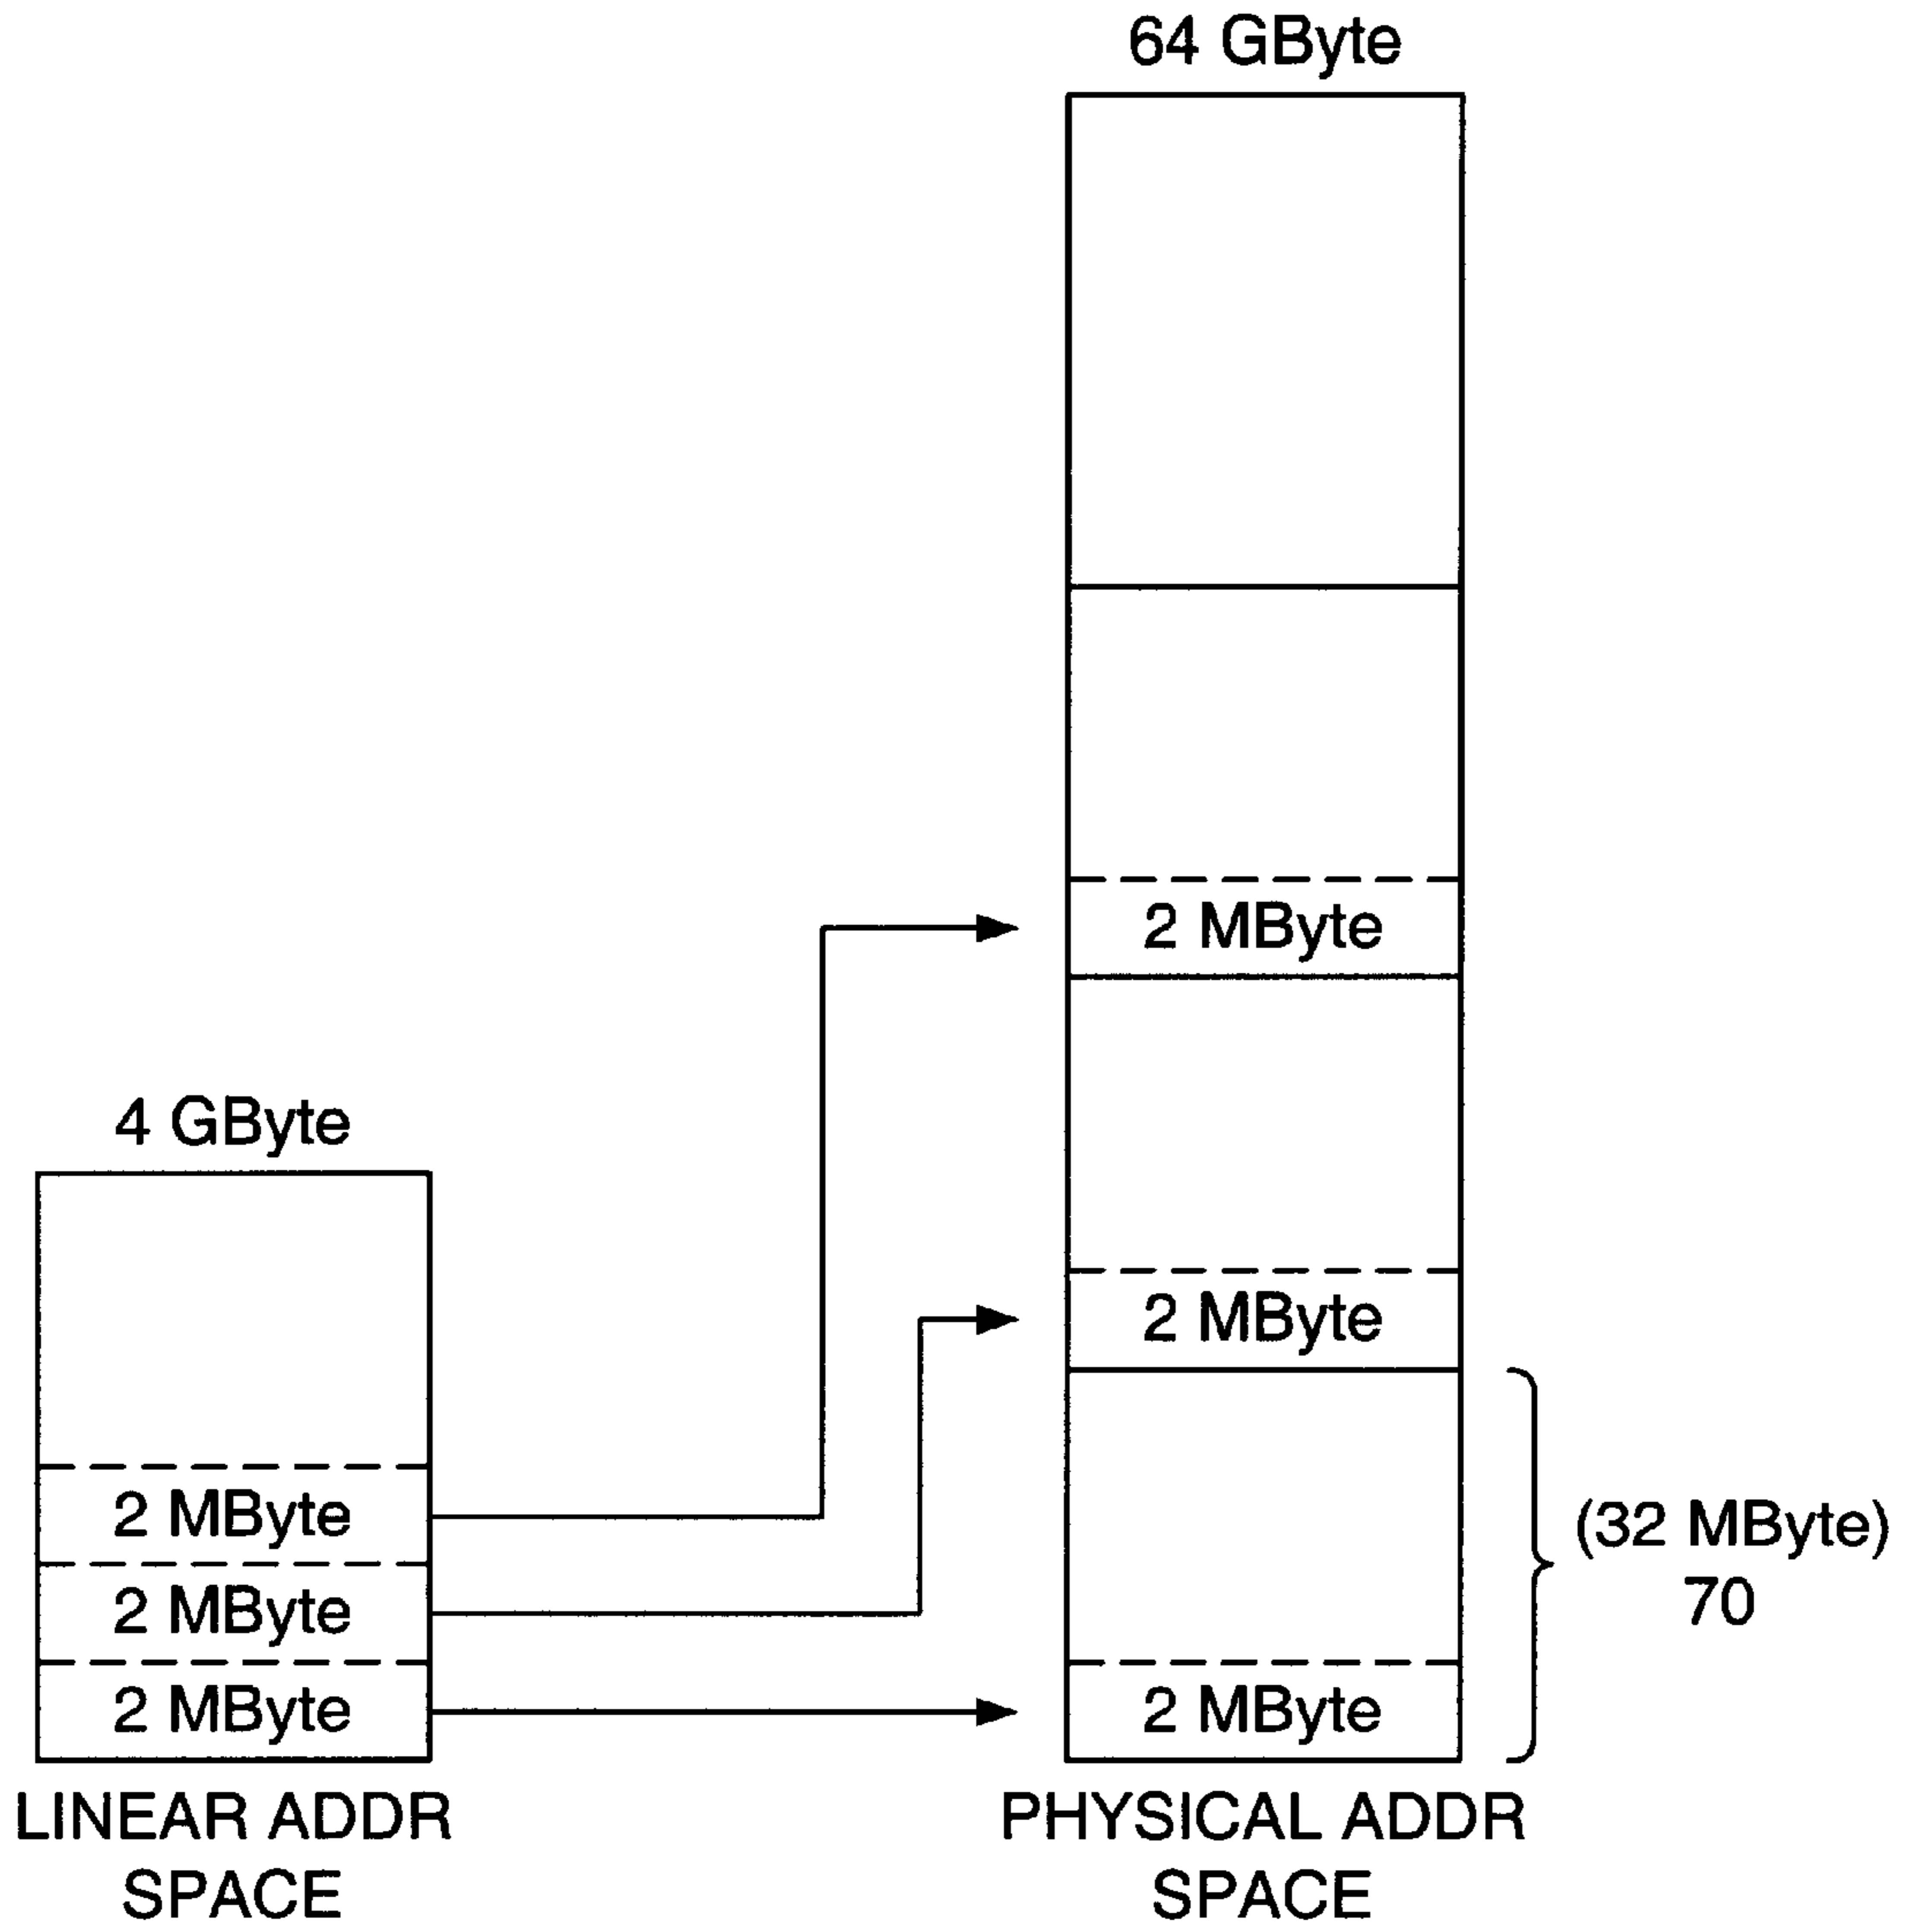 64 GByte
2 MByte
2 MByte
2 MByte
(32 MByte)
70
PHYSICAL ADDR
SPACE
4 GByte
2 MByte
2 MByte
2 MByte
LINEAR ADDR
SPACE